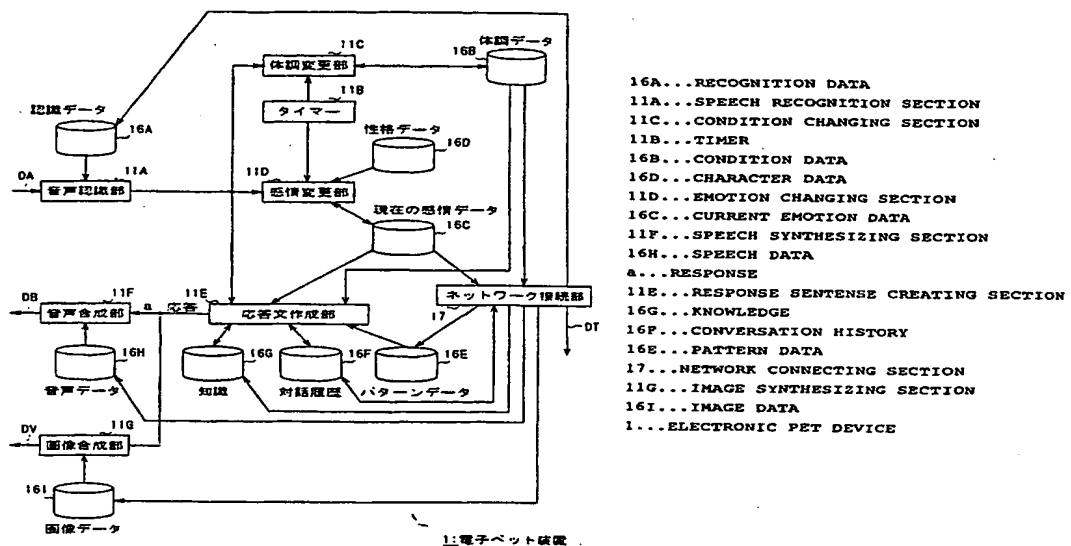 11C
体調変更部
体調データ
16B
11B
タイマー
認識データ
16A
性格データ
16D
DA
11A
音声認識部
11D
感情変更部
現在の感情データ
16C
11F
DB
音声合成部
a
応答
11E
応答文作成部
ネットワーク接続部
17
DT
16H
音声データ
16G
知識
16F
対話履歴
16E
パターンデータ
11G
DV
画像合成部
16I
画像データ
1:電子ペット装置
16A...RECOGNITION DATA
11A...SPEECH RECOGNITION SECTION
11C...CONDITION CHANGING SECTION
11B...TIMER
16B...CONDITION DATA
16D...CHARACTER DATA
11D...EMOTION CHANGING SECTION
16C...CURRENT EMOTION DATA
11F...SPEECH SYNTHESIZING SECTION
16H...SPEECH DATA
a...RESPONSE
11E...RESPONSE SENTENSE CREATING SECTION
16G...KNOWLEDGE
16F...CONVERSATION HISTORY
16E...PATTERN DATA
17...NETWORK CONNECTING SECTION
11G...IMAGE SYNTHESIZING SECTION
16I...IMAGE DATA
1...ELECTRONIC PET DEVICE